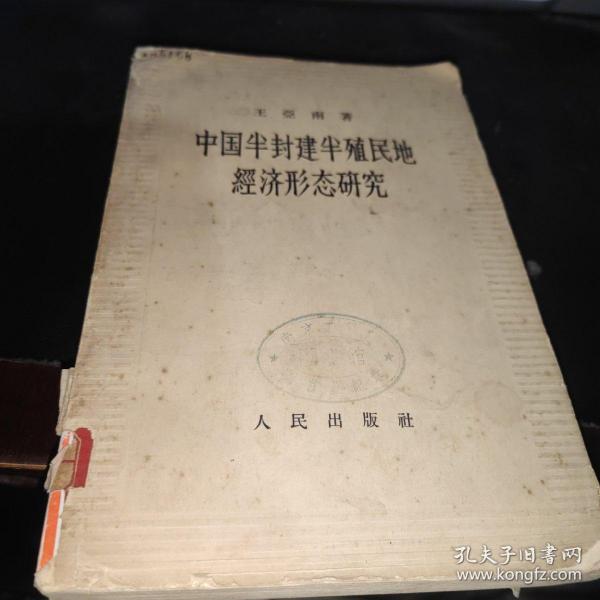 王亞南著
中国半封建半殖民地
經济形态研究
人民出版社
孔夫子旧书网
www.kongfz.com